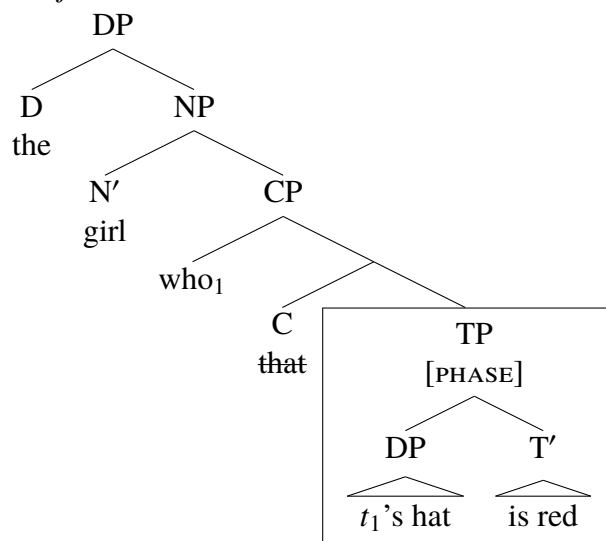 DP
D NP
the
N′ CP
girl
who₁
C TP
that [PHASE]
DP T′
t₁'s hat is red